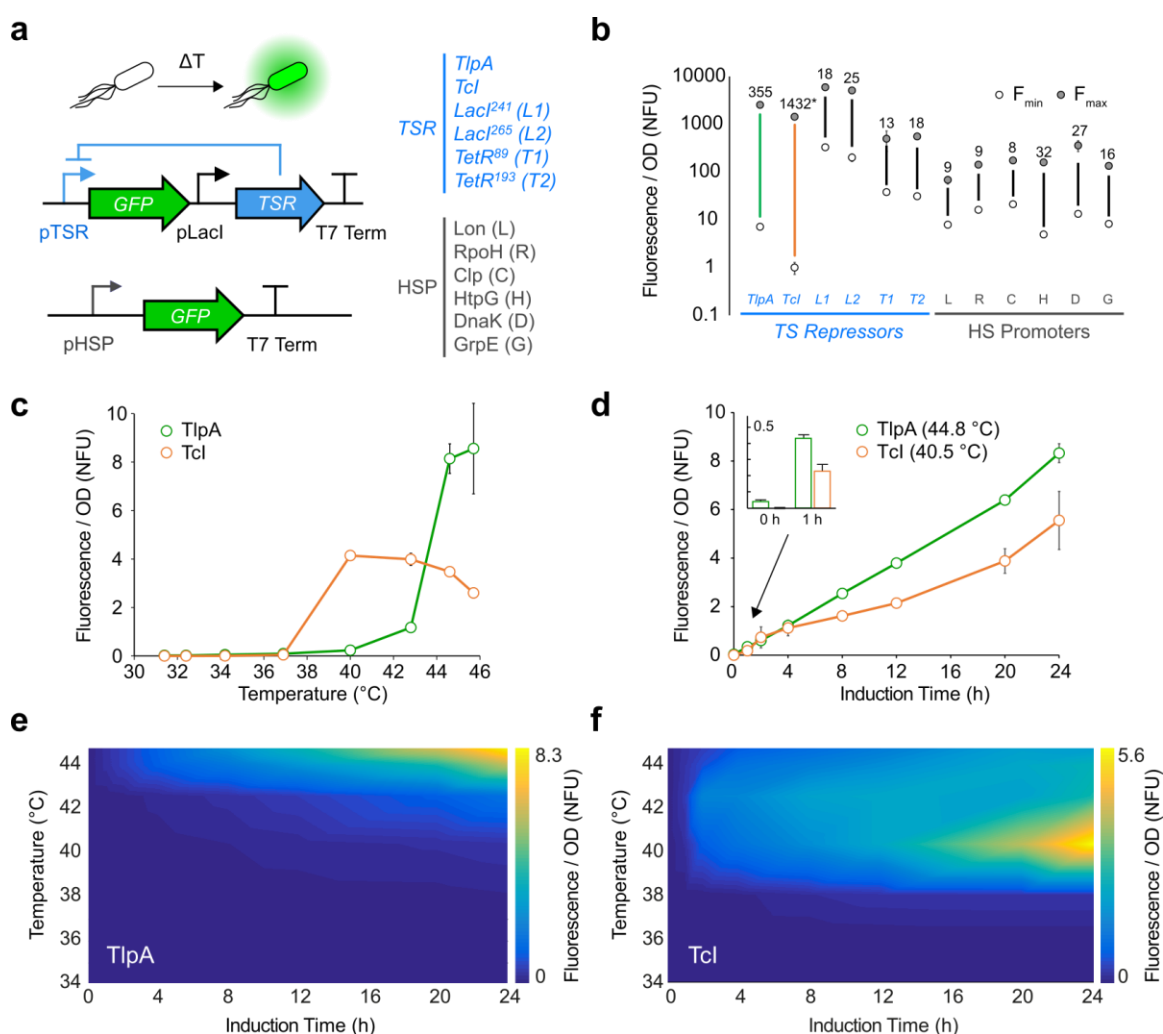 a
ΔT
TSR
TlpA
TcI
LacI²⁴¹ (L1)
LacI²⁶⁵ (L2)
TetR⁸⁹ (T1)
TetR¹⁹³ (T2)
GFP
TSR
pTSR
pLacI
T7 Term
HSP
Lon (L)
RpoH (R)
Clp (C)
HtpG (H)
DnaK (D)
GrpE (G)
GFP
pHSP
T7 Term
b
Fluorescence / OD (NFU)
10000
1000
100
10
1
0.1
355
1432*
18
25
13
18
9
9
8
32
27
16
Fmin
Fmax
TlpA
TcI
L1
L2
T1
T2
L
R
C
H
D
G
TS Repressors
HS Promoters
c
Fluorescence / OD (NFU)
10
8
6
4
2
0
TlpA
TcI
30 32 34 36 38 40 42 44 46
Temperature (°C)
d
Fluorescence / OD (NFU)
10
8
6
4
2
0
0.5
0 h
1 h
TlpA (44.8 °C)
TcI (40.5 °C)
0 4 8 12 16 20 24
Induction Time (h)
e
Temperature (°C)
44
42
40
38
36
34
TlpA
0 4 8 12 16 20 24
Induction Time (h)
8.3
0
Fluorescence / OD (NFU)
f
Temperature (°C)
44
42
40
38
36
34
TcI
0 4 8 12 16 20 24
Induction Time (h)
5.6
0
Fluorescence / OD (NFU)